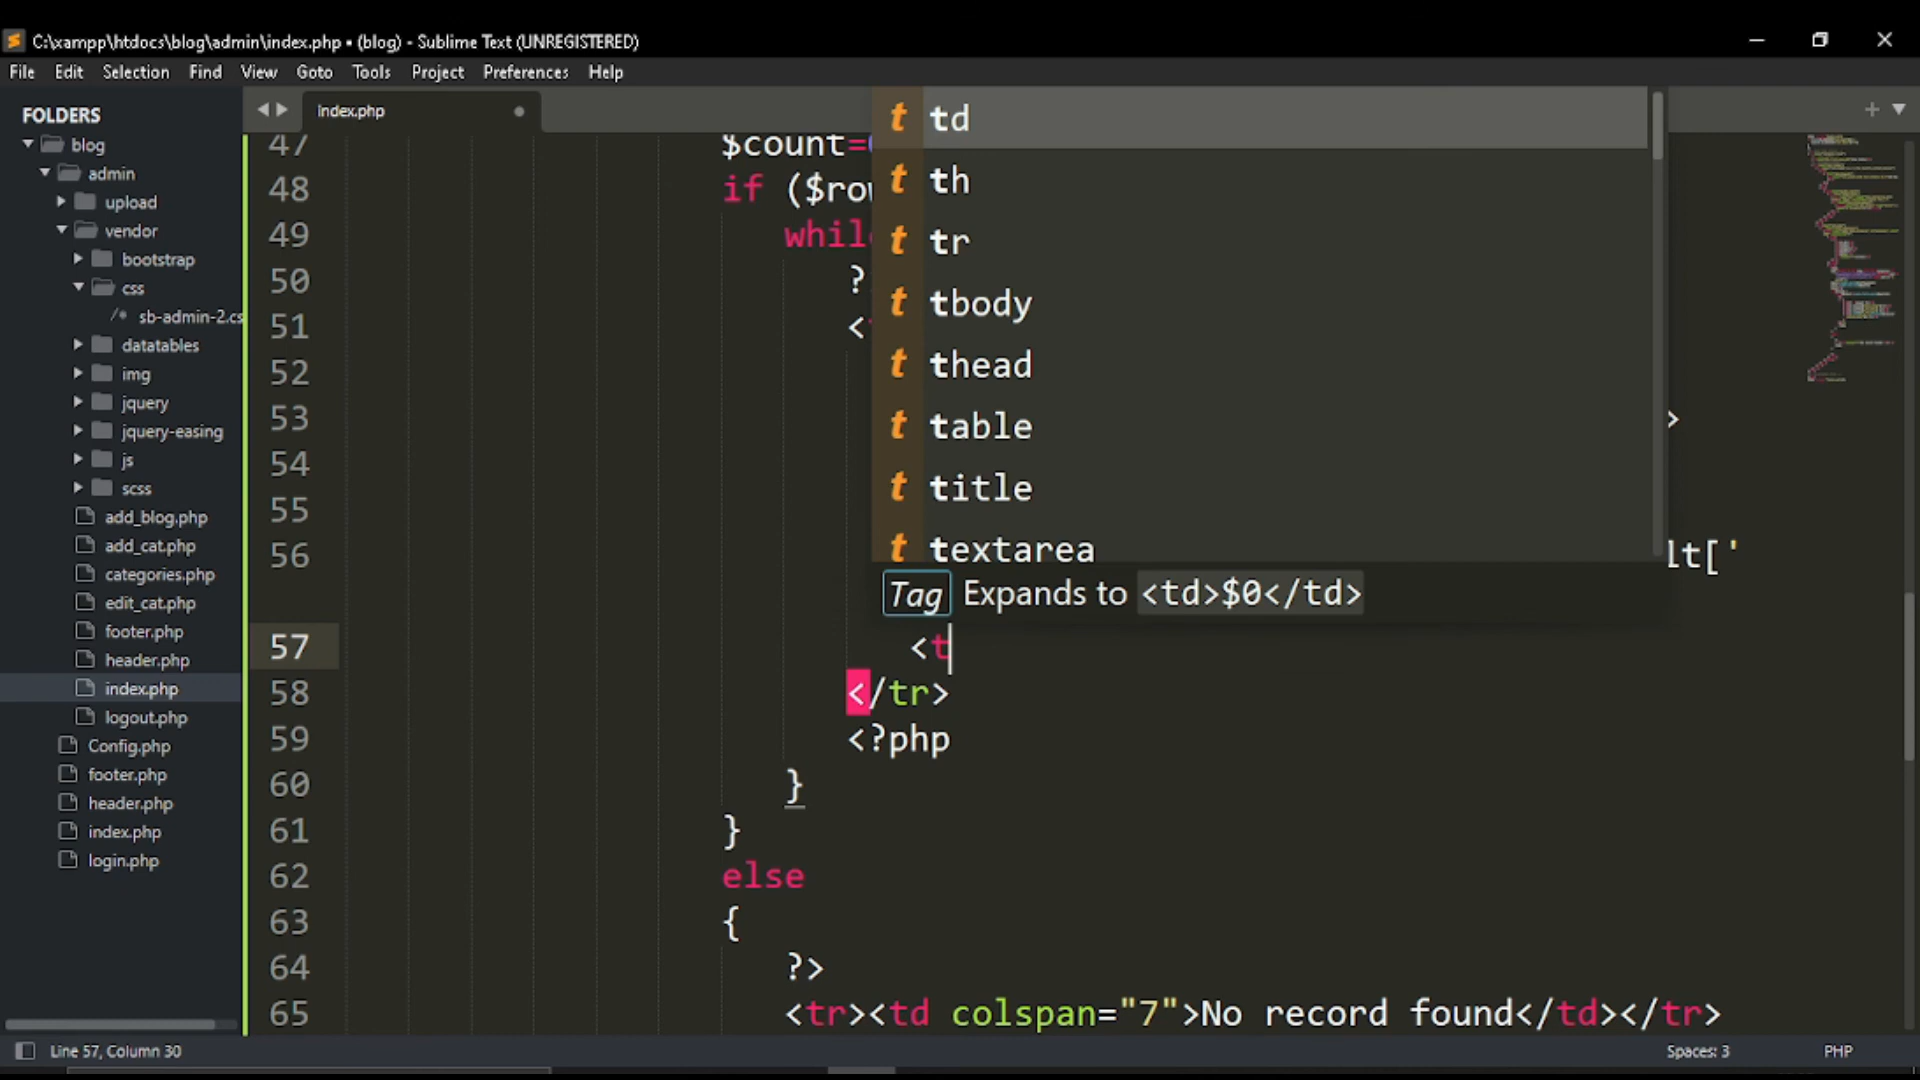 C:\xampp\htdocs\blog\admin\index.php • (blog) - Sublime Text (UNREGISTERED)
File Edit Selection Find View Goto Tools Project Preferences Help
FOLDERS
blog
admin
upload
vendor
bootstrap
css
/* sb-admin-2.cs
datatables
img
jquery
jquery-easing
js
scss
add_blog.php
add_cat.php
categories.php
edit_cat.php
footer.php
header.php
index.php
logout.php
Config.php
footer.php
header.php
index.php
login.php
index.php
47 $count=
48 if ($ro
49 whil
50 ?
51 <
52
53 >
54
55
56 lt['
57 <t
58 </tr>
59 <?php
60 }
61 }
62 else
63 {
64 ?>
65 <tr><td colspan="7">No record found</td></tr>
t td
t th
t tr
t tbody
t thead
t table
t title
t textarea
Tag Expands to <td>$0</td>
Line 57, Column 30
Spaces: 3
PHP